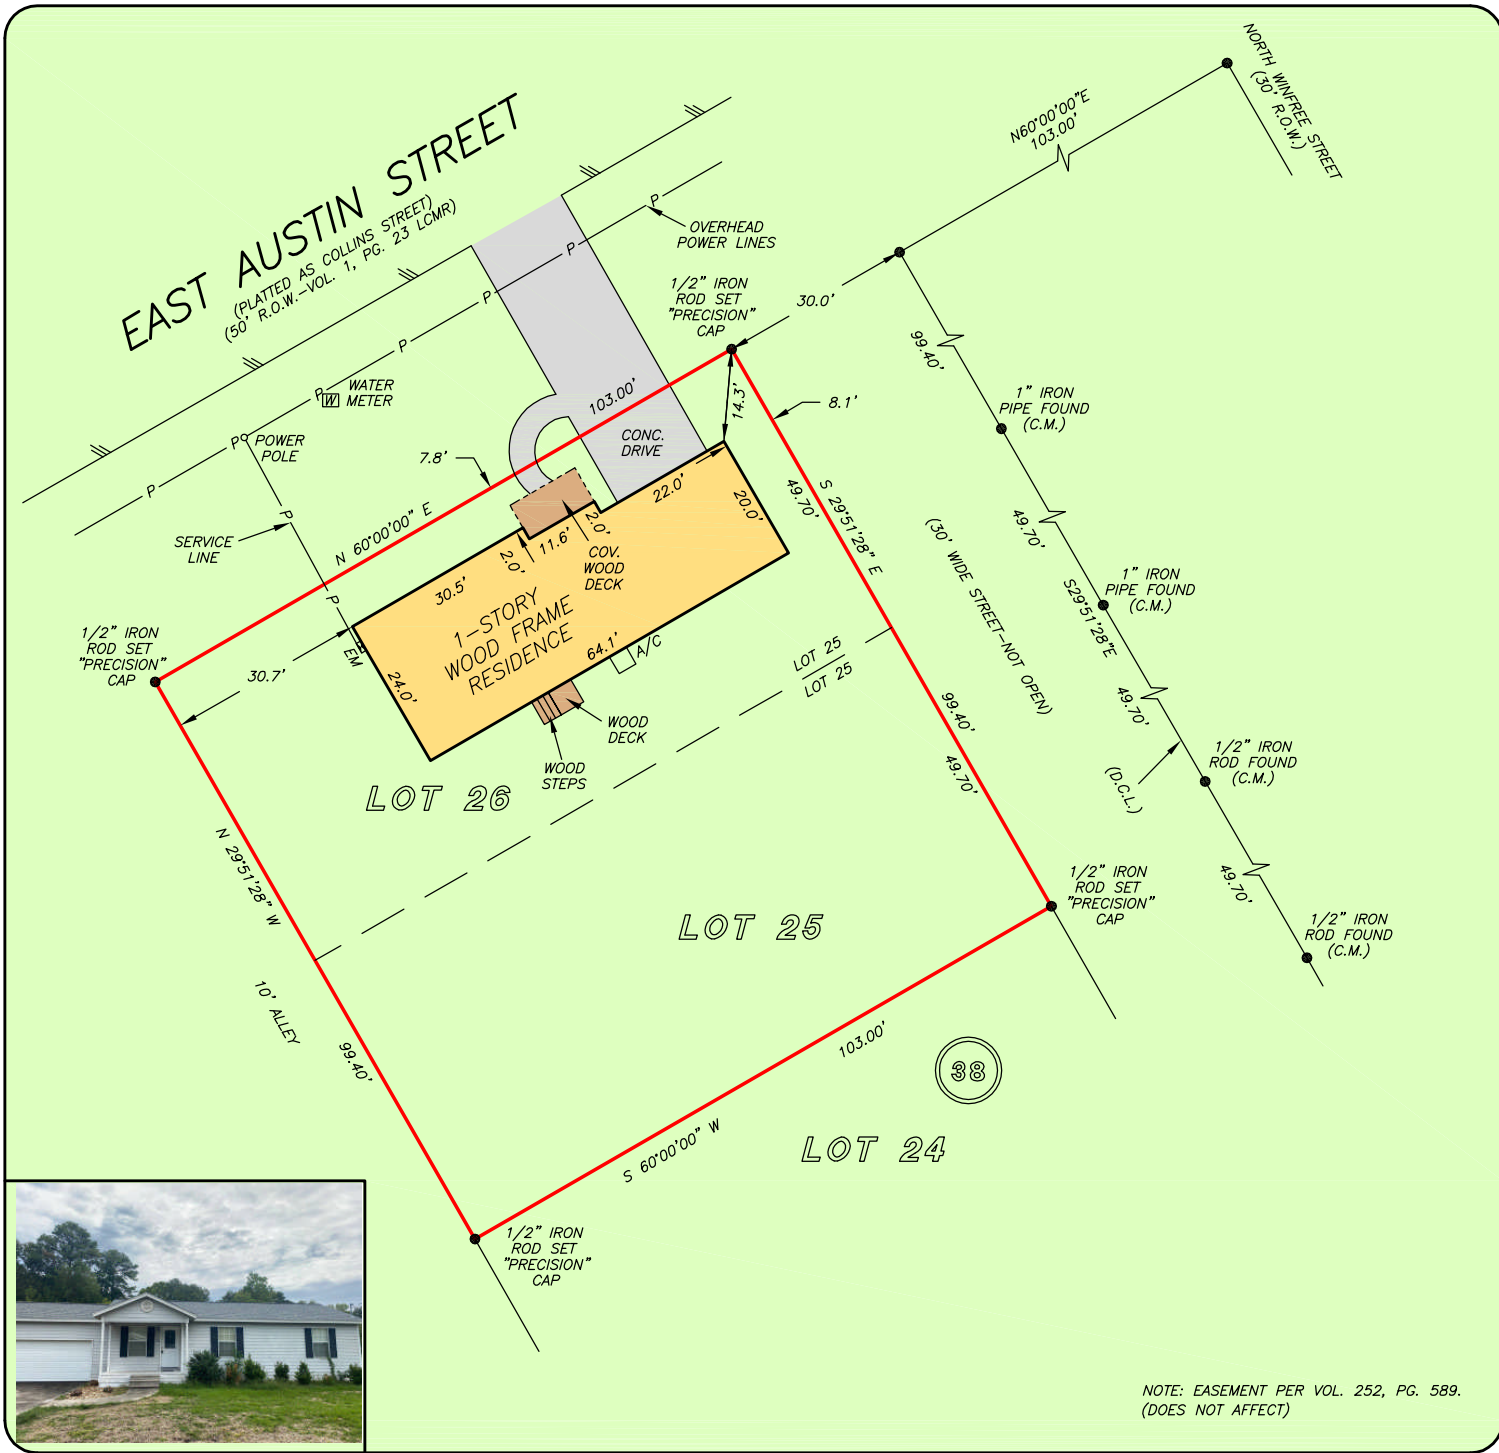 EAST AUSTIN STREET
(PLATTED AS COLLINS STREET)
(50' R.O.W.-VOL. 1, PG. 23 LCMR)
NORTH WINFREE STREET
(30' R.O.W.)
N60°00'00"E
103.00'
P
P
P
P
P
P
P
P
P
OVERHEAD
POWER LINES
1/2" IRON
ROD SET
"PRECISION"
CAP
30.0'
99.40'
WATER
METER
W
POWER
POLE
103.00'
14.3'
8.1'
1" IRON
PIPE FOUND
(C.M.)
CONC.
DRIVE
7.8'
N 60°00'00" E
SERVICE
LINE
22.0'
20.0'
2.0'
11.6'
2.0'
30.5'
COV.
WOOD
DECK
49.70'
S 29°51'28" E
(30' WIDE STREET-NOT OPEN)
49.70'
1" IRON
PIPE FOUND
(C.M.)
S29°51'28"E
1-STORY
WOOD FRAME
RESIDENCE
64.1'
A/C
EM
24.0'
1/2" IRON
ROD SET
"PRECISION"
CAP
30.7'
LOT 25
LOT 25
WOOD
DECK
WOOD
STEPS
99.40'
49.70'
49.70'
(D.C.L.)
1/2" IRON
ROD FOUND
(C.M.)
LOT 26
N 29°51'28" W
LOT 25
1/2" IRON
ROD SET
"PRECISION"
CAP
49.70'
1/2" IRON
ROD FOUND
(C.M.)
10' ALLEY
99.40'
103.00'
S 60°00'00" W
38
LOT 24
1/2" IRON
ROD SET
"PRECISION"
CAP
NOTE: EASEMENT PER VOL. 252, PG. 589.
(DOES NOT AFFECT)